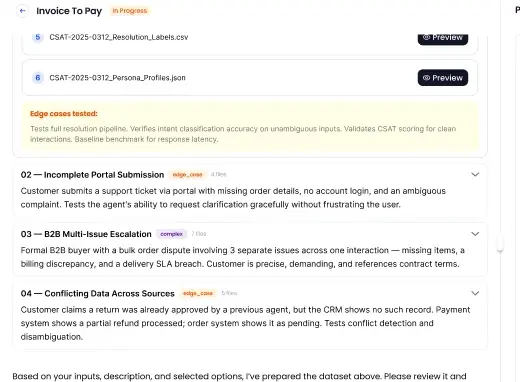 Invoice To Pay In Progress
5 CSAT-2025-0312_Resolution_Labels.csv Preview
6 CSAT-2025-0312_Persona_Profiles.json Preview
Edge cases tested:
Tests full resolution pipeline. Verifies intent classification accuracy on unambiguous inputs. Validates CSAT scoring for clean
interactions. Baseline benchmark for response latency.
02 — Incomplete Portal Submission edge_case 4 files
Customer submits a support ticket via portal with missing order details, no account login, and an ambiguous
complaint. Tests the agent's ability to request clarification gracefully without frustrating the user.
03 — B2B Multi-Issue Escalation complex 7 files
Formal B2B buyer with a bulk order dispute involving 3 separate issues across one interaction — missing items, a
billing discrepancy, and a delivery SLA breach. Customer is precise, demanding, and references contract terms.
04 — Conflicting Data Across Sources edge_case 5 files
Customer claims a return was already approved by a previous agent, but the CRM shows no such record. Payment
system shows a partial refund processed; order system shows it as pending. Tests conflict detection and
disambiguation.
Based on your inputs, description, and selected options, I've prepared the dataset above. Please review it and